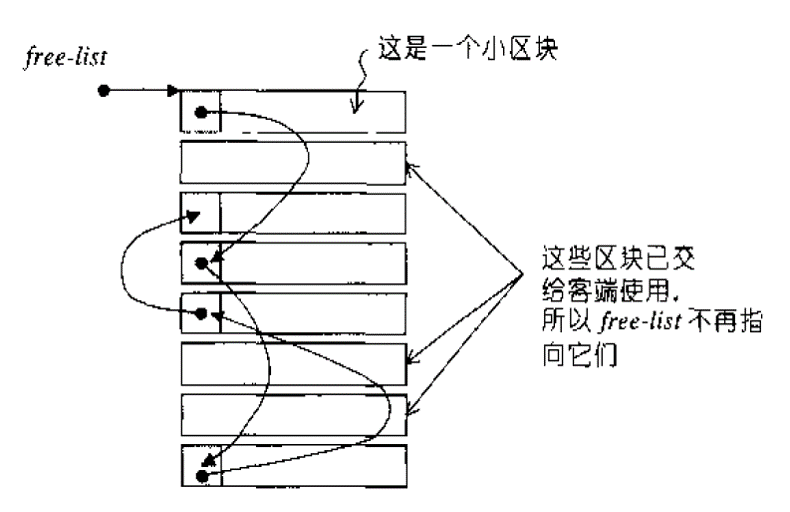 free-list
这是一个小区块
这些区块已交
给客端使用，
所以 free-list 不再指
向它们